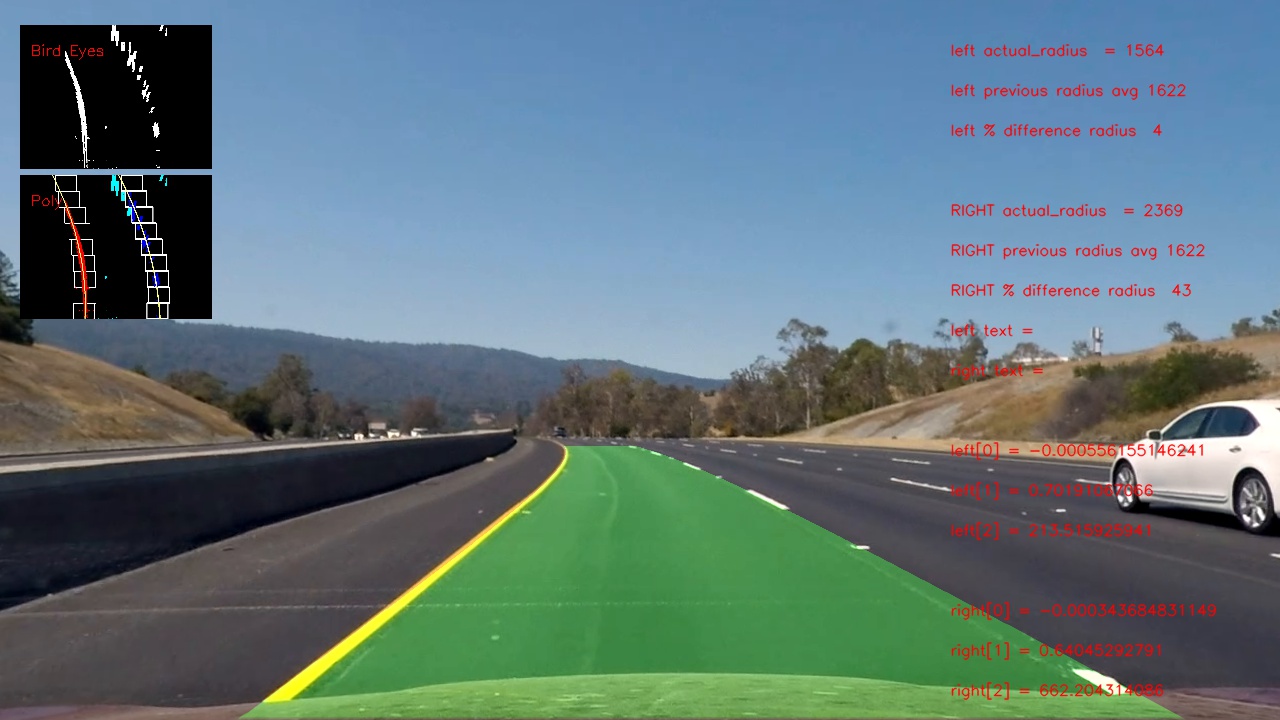 Bird Eyes
Poly
left actual_radius = 1564
left previous radius avg 1622
left % difference radius 4
RIGHT actual_radius = 2369
RIGHT previous radius avg 1622
RIGHT % difference radius 43
left text =
right text =
left[0] = -0.000556155146241
left[1] = 0.70191067066
left[2] = 213.515925941
right[0] = -0.000343684831149
right[1] = 0.64045292791
right[2] = 662.204314086